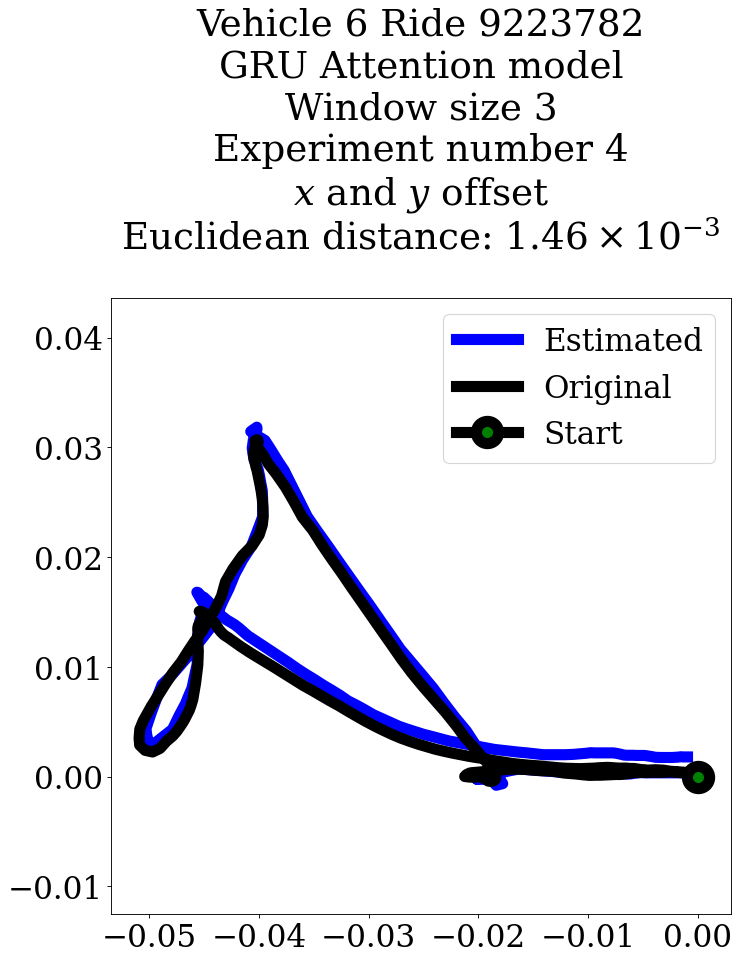 Vehicle 6 Ride 9223782
GRU Attention model
Window size 3
Experiment number 4
x and y offset
Euclidean distance: 1.46 × 10⁻³
Estimated
Original
Start
0.04
0.03
0.02
0.01
0.00
−0.01
−0.05 −0.04 −0.03 −0.02 −0.01 0.00